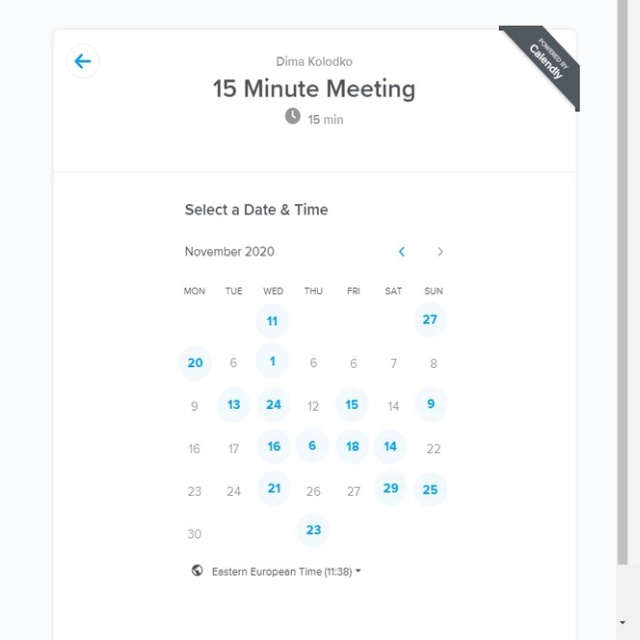 POWERED BY
Calendly
Dima Kolodko
15 Minute Meeting
15 min
Select a Date & Time
November 2020
MON TUE WED THU FRI SAT SUN
11 27
20 6 1 6 6 7 8
9 13 24 12 15 14 9
16 17 16 6 18 14 22
23 24 21 26 27 29 25
30 23
Eastern European Time (11:38)